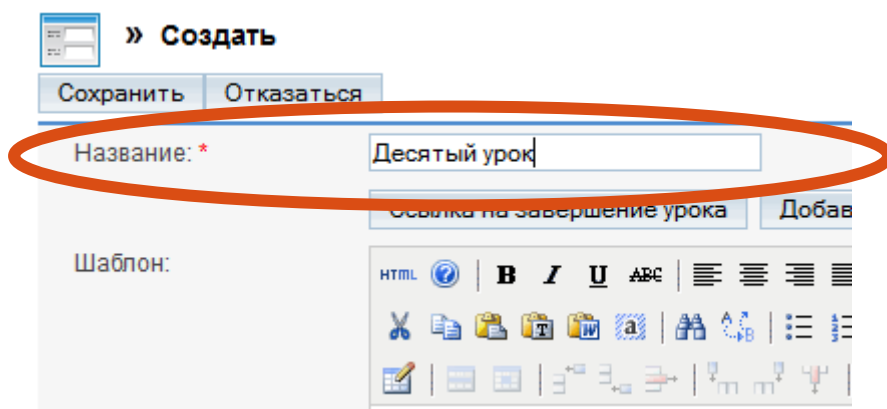 » Создать
Сохранить Отказаться
Название: * Десятый урок
Ссылка на завершение урока Добав
Шаблон:
HTML B I U ABC